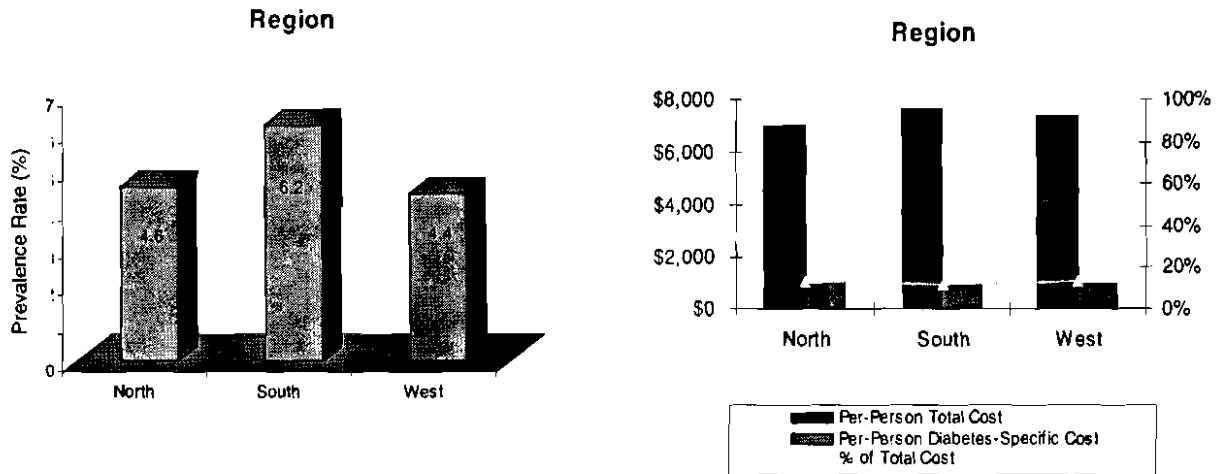 Region
Prevalence Rate (%)
7
2
0
4.6
6.2
4.4
North South West
Region
$8,000
$6,000
$4,000
$2,000
$0
100%
80%
60%
40%
20%
0%
North South West
Per-Person Total Cost
Per-Person Diabetes-Specific Cost
% of Total Cost